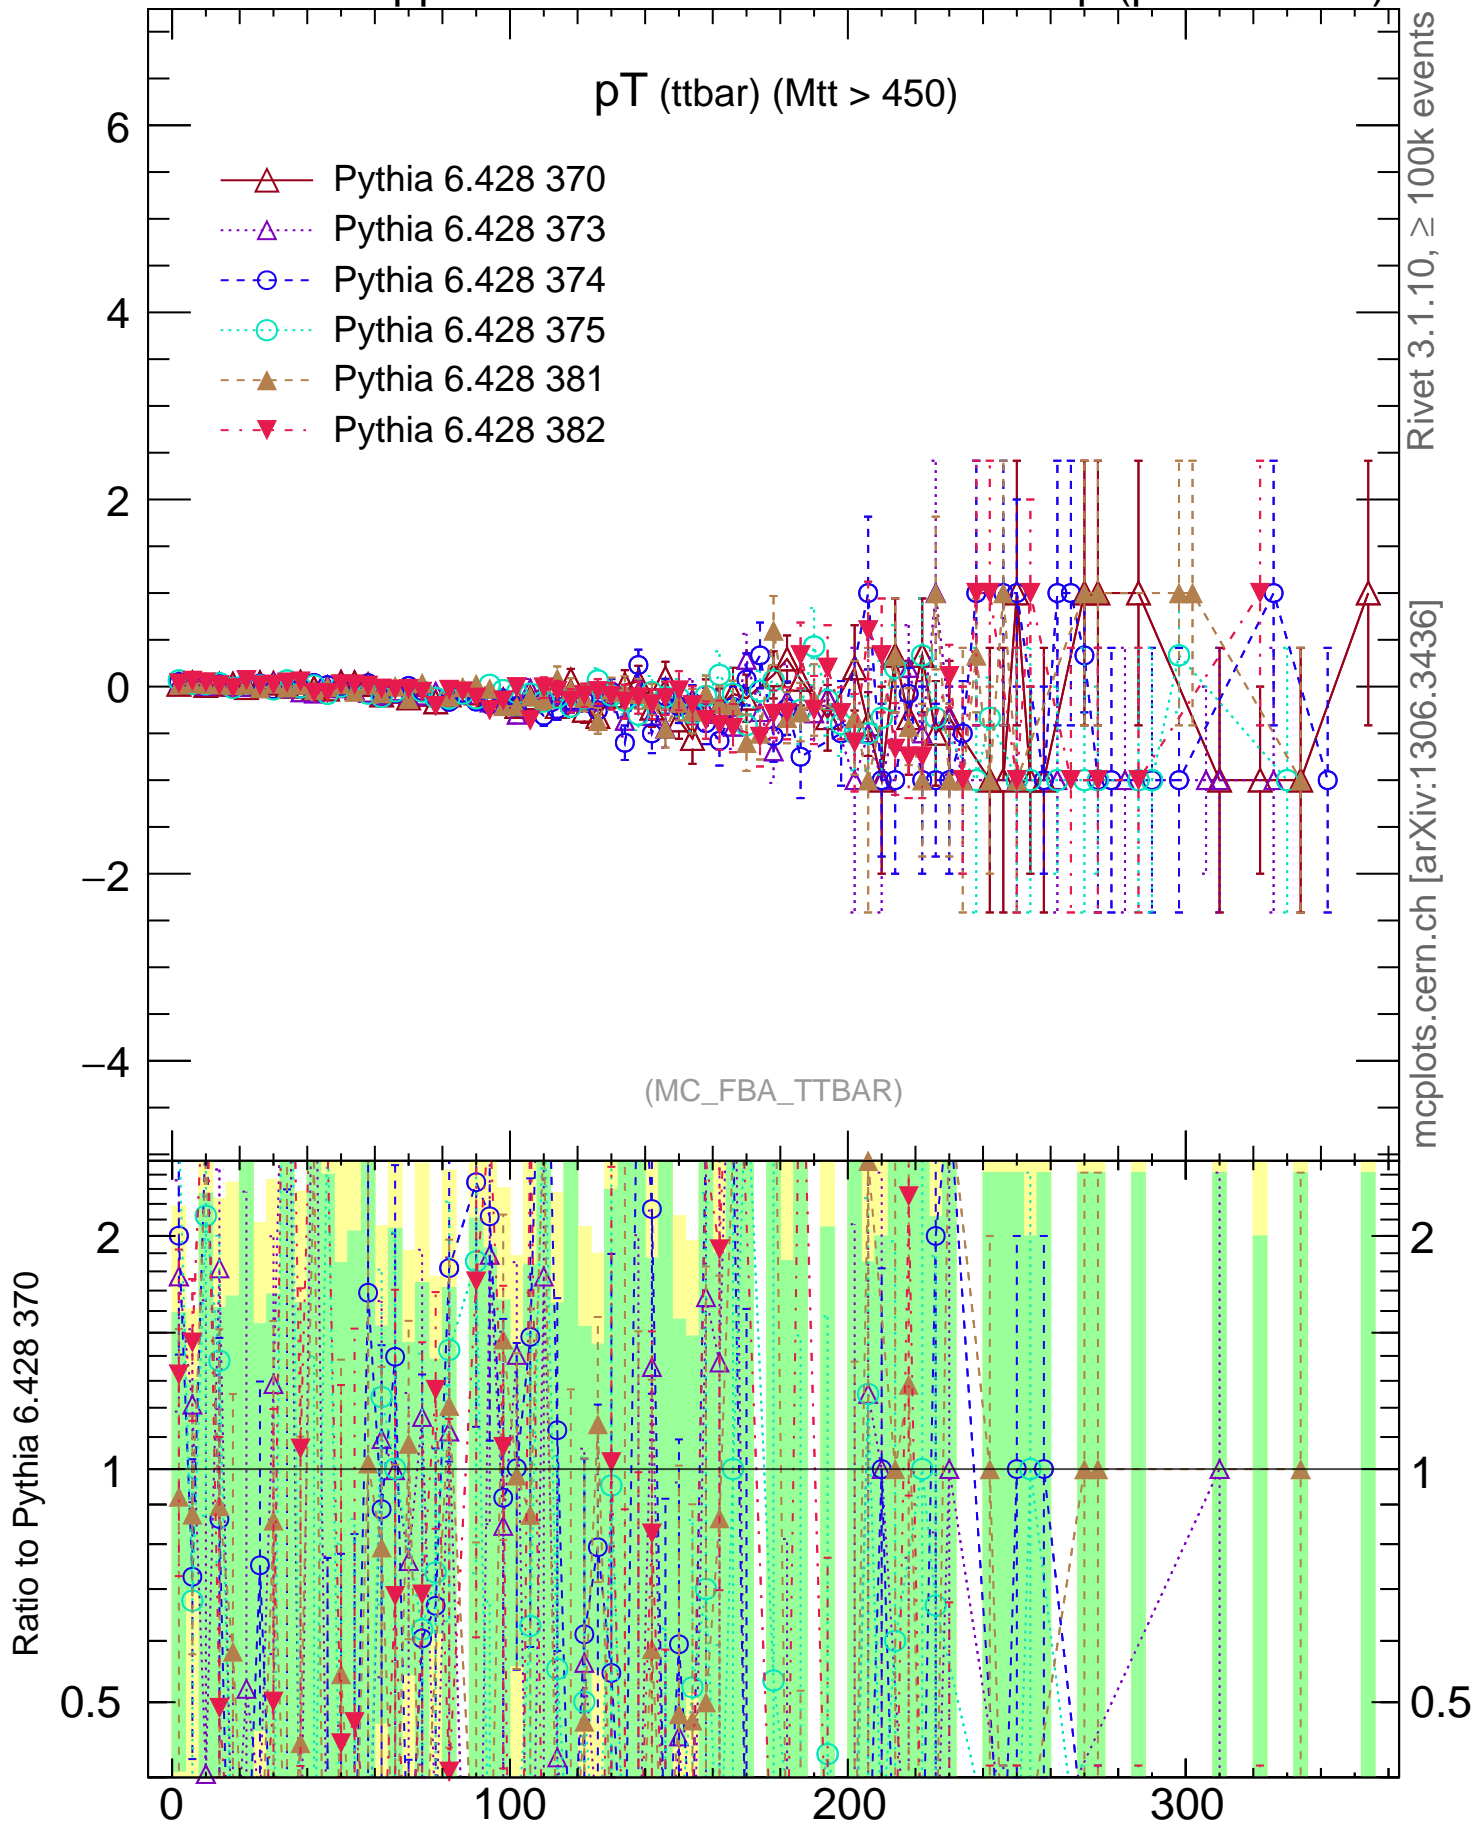 pT (ttbar) (Mtt > 450)
6
4
2
0
−2
−4
Pythia 6.428 370
Pythia 6.428 373
Pythia 6.428 374
Pythia 6.428 375
Pythia 6.428 381
Pythia 6.428 382
(MC_FBA_TTBAR)
Rivet 3.1.10, ≥ 100k events
mcplots.cern.ch [arXiv:1306.3436]
Ratio to Pythia 6.428 370
2
1
0.5
2
1
0.5
0
100
200
300